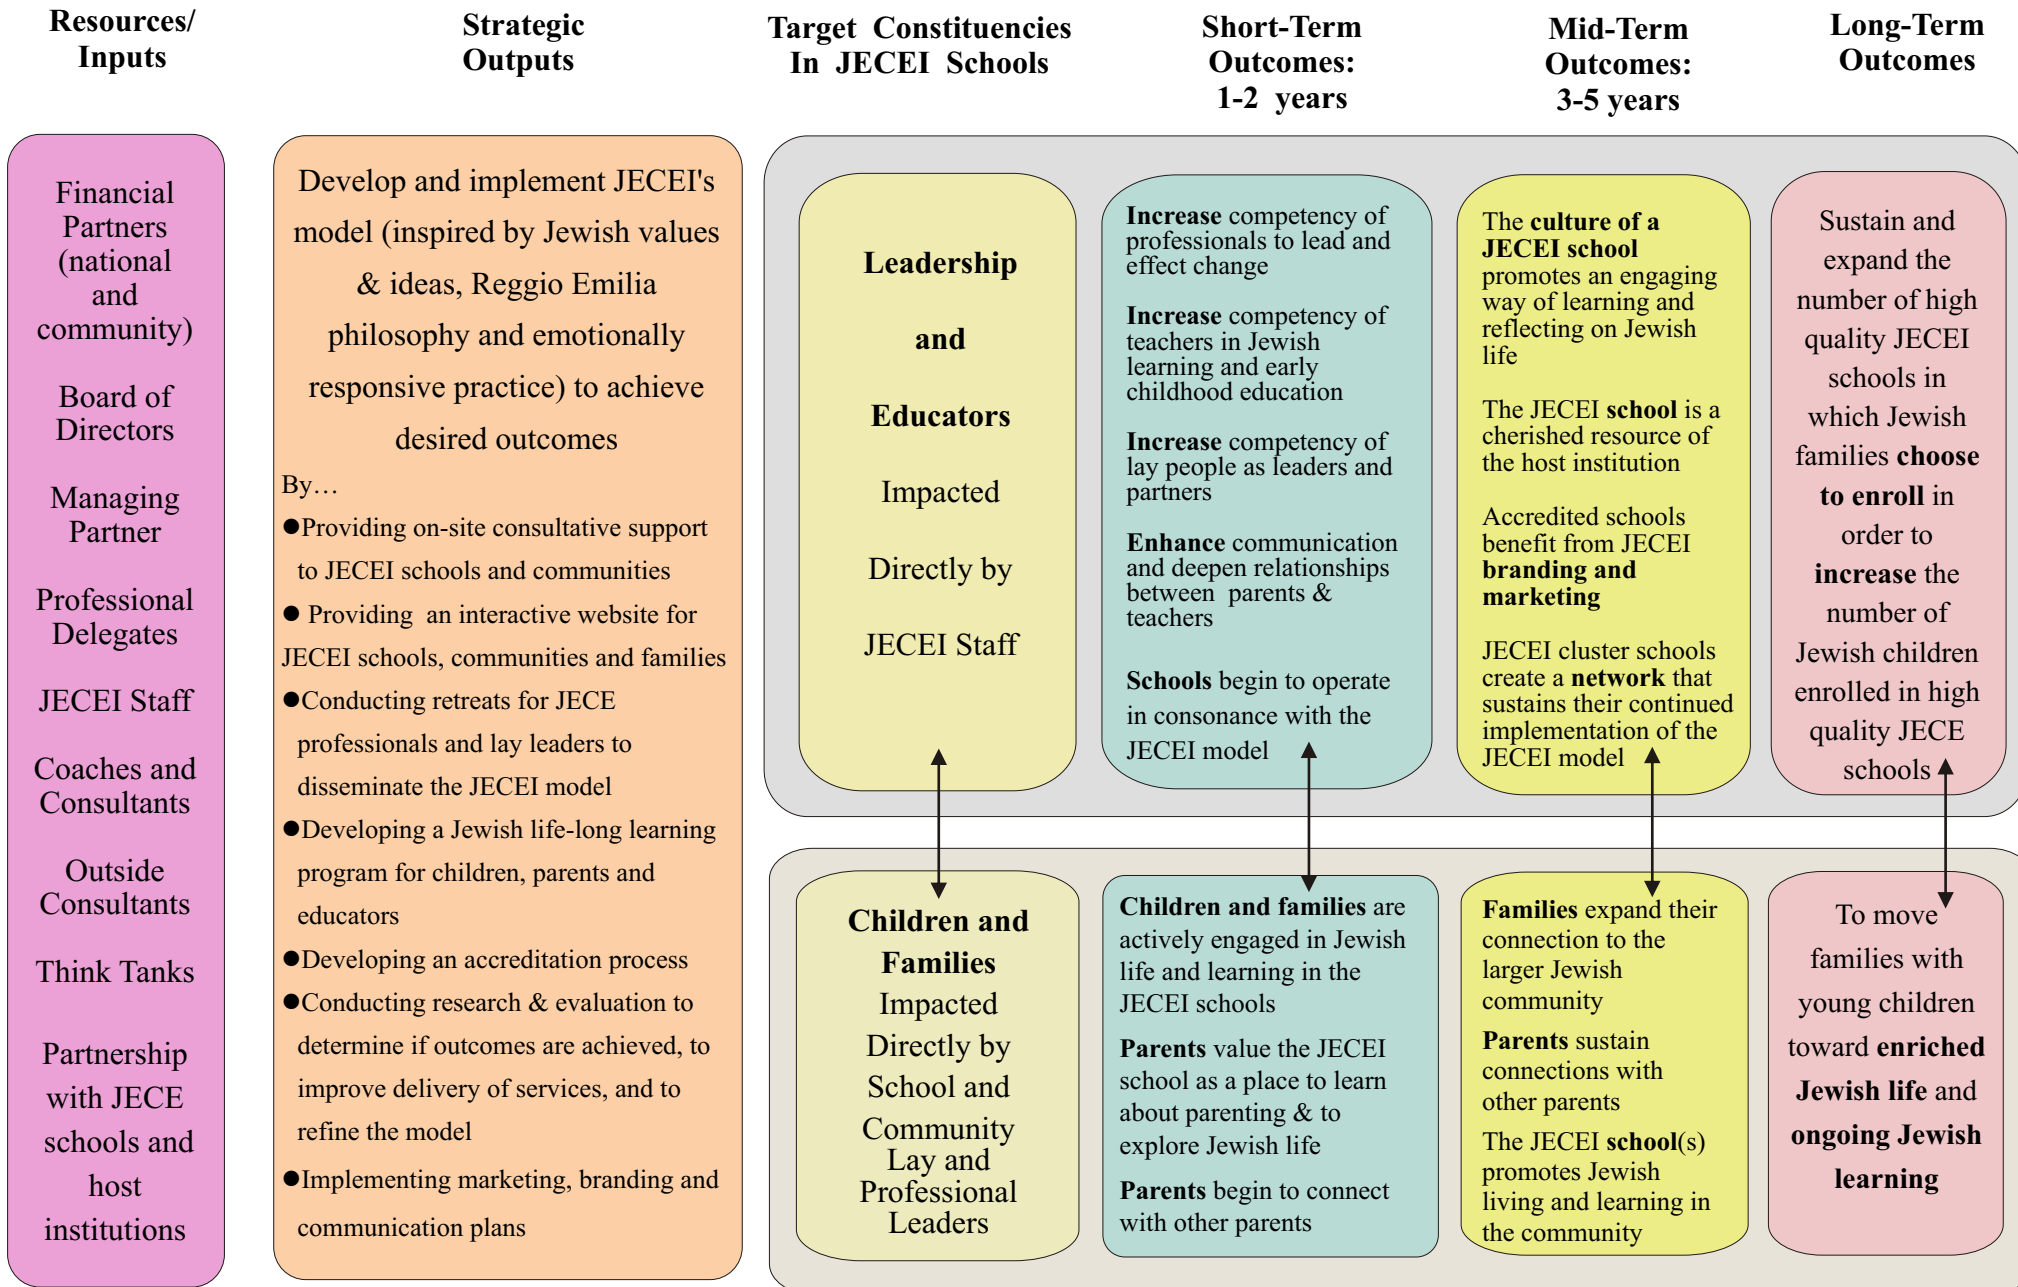 Resources/
Inputs
Strategic
Outputs
Target Constituencies
In JECEI Schools
Short-Term
Outcomes:
1-2 years
Mid-Term
Outcomes:
3-5 years
Long-Term
Outcomes
Financial
Partners
(national
and
community)
Board of
Directors
Managing
Partner
Professional
Delegates
JECEI Staff
Coaches and
Consultants
Outside
Consultants
Think Tanks
Partnership
with JECE
schools and
host
institutions
Develop and implement JECEI's
model (inspired by Jewish values
& ideas, Reggio Emilia
philosophy and emotionally
responsive practice) to achieve
desired outcomes
By…
●Providing on-site consultative support
to JECEI schools and communities
● Providing an interactive website for
JECEI schools, communities and families
●Conducting retreats for JECE
professionals and lay leaders to
disseminate the JECEI model
●Developing a Jewish life-long learning
program for children, parents and
educators
●Developing an accreditation process
●Conducting research & evaluation to
determine if outcomes are achieved, to
improve delivery of services, and to
refine the model
●Implementing marketing, branding and
communication plans
Leadership
and
Educators
Impacted
Directly by
JECEI Staff
Increase competency of
professionals to lead and
effect change
Increase competency of
teachers in Jewish
learning and early
childhood education
Increase competency of
lay people as leaders and
partners
Enhance communication
and deepen relationships
between parents &
teachers
Schools begin to operate
in consonance with the
JECEI model
The culture of a
JECEI school
promotes an engaging
way of learning and
reflecting on Jewish
life
The JECEI school is a
cherished resource of
the host institution
Accredited schools
benefit from JECEI
branding and
marketing
JECEI cluster schools
create a network that
sustains their continued
implementation of the
JECEI model
Sustain and
expand the
number of high
quality JECEI
schools in
which Jewish
families choose
to enroll in
order to
increase the
number of
Jewish children
enrolled in high
quality JECE
schools
Children and
Families
Impacted
Directly by
School and
Community
Lay and
Professional
Leaders
Children and families are
actively engaged in Jewish
life and learning in the
JECEI schools
Parents value the JECEI
school as a place to learn
about parenting & to
explore Jewish life
Parents begin to connect
with other parents
Families expand their
connection to the
larger Jewish
community
Parents sustain
connections with
other parents
The JECEI school(s)
promotes Jewish
living and learning in
the community
To move
families with
young children
toward enriched
Jewish life and
ongoing Jewish
learning